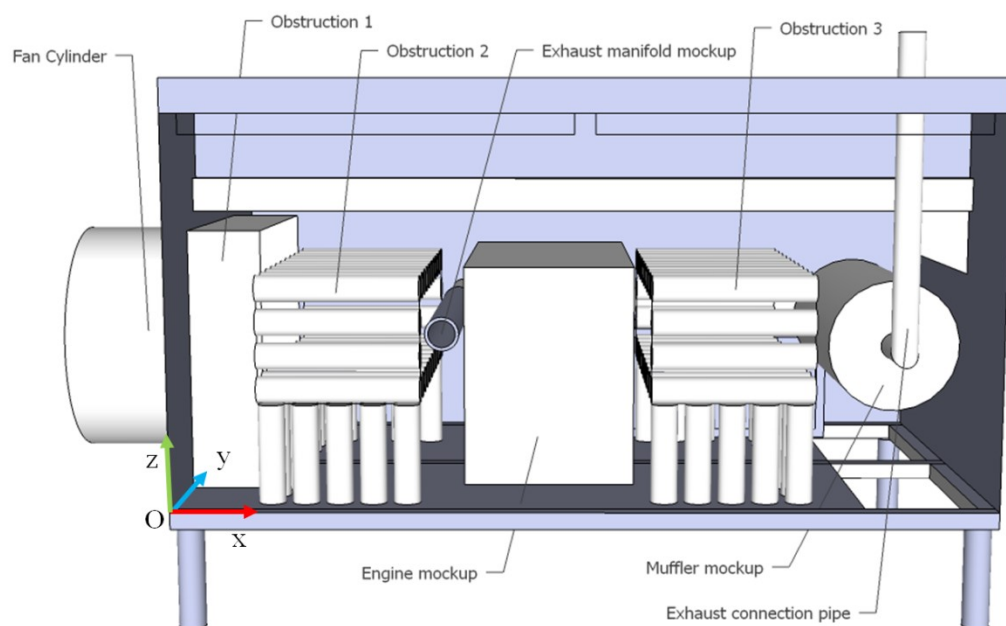 Obstruction 1
Obstruction 2
Exhaust manifold mockup
Obstruction 3
Fan Cylinder
z
y
O
x
Engine mockup
Muffler mockup
Exhaust connection pipe